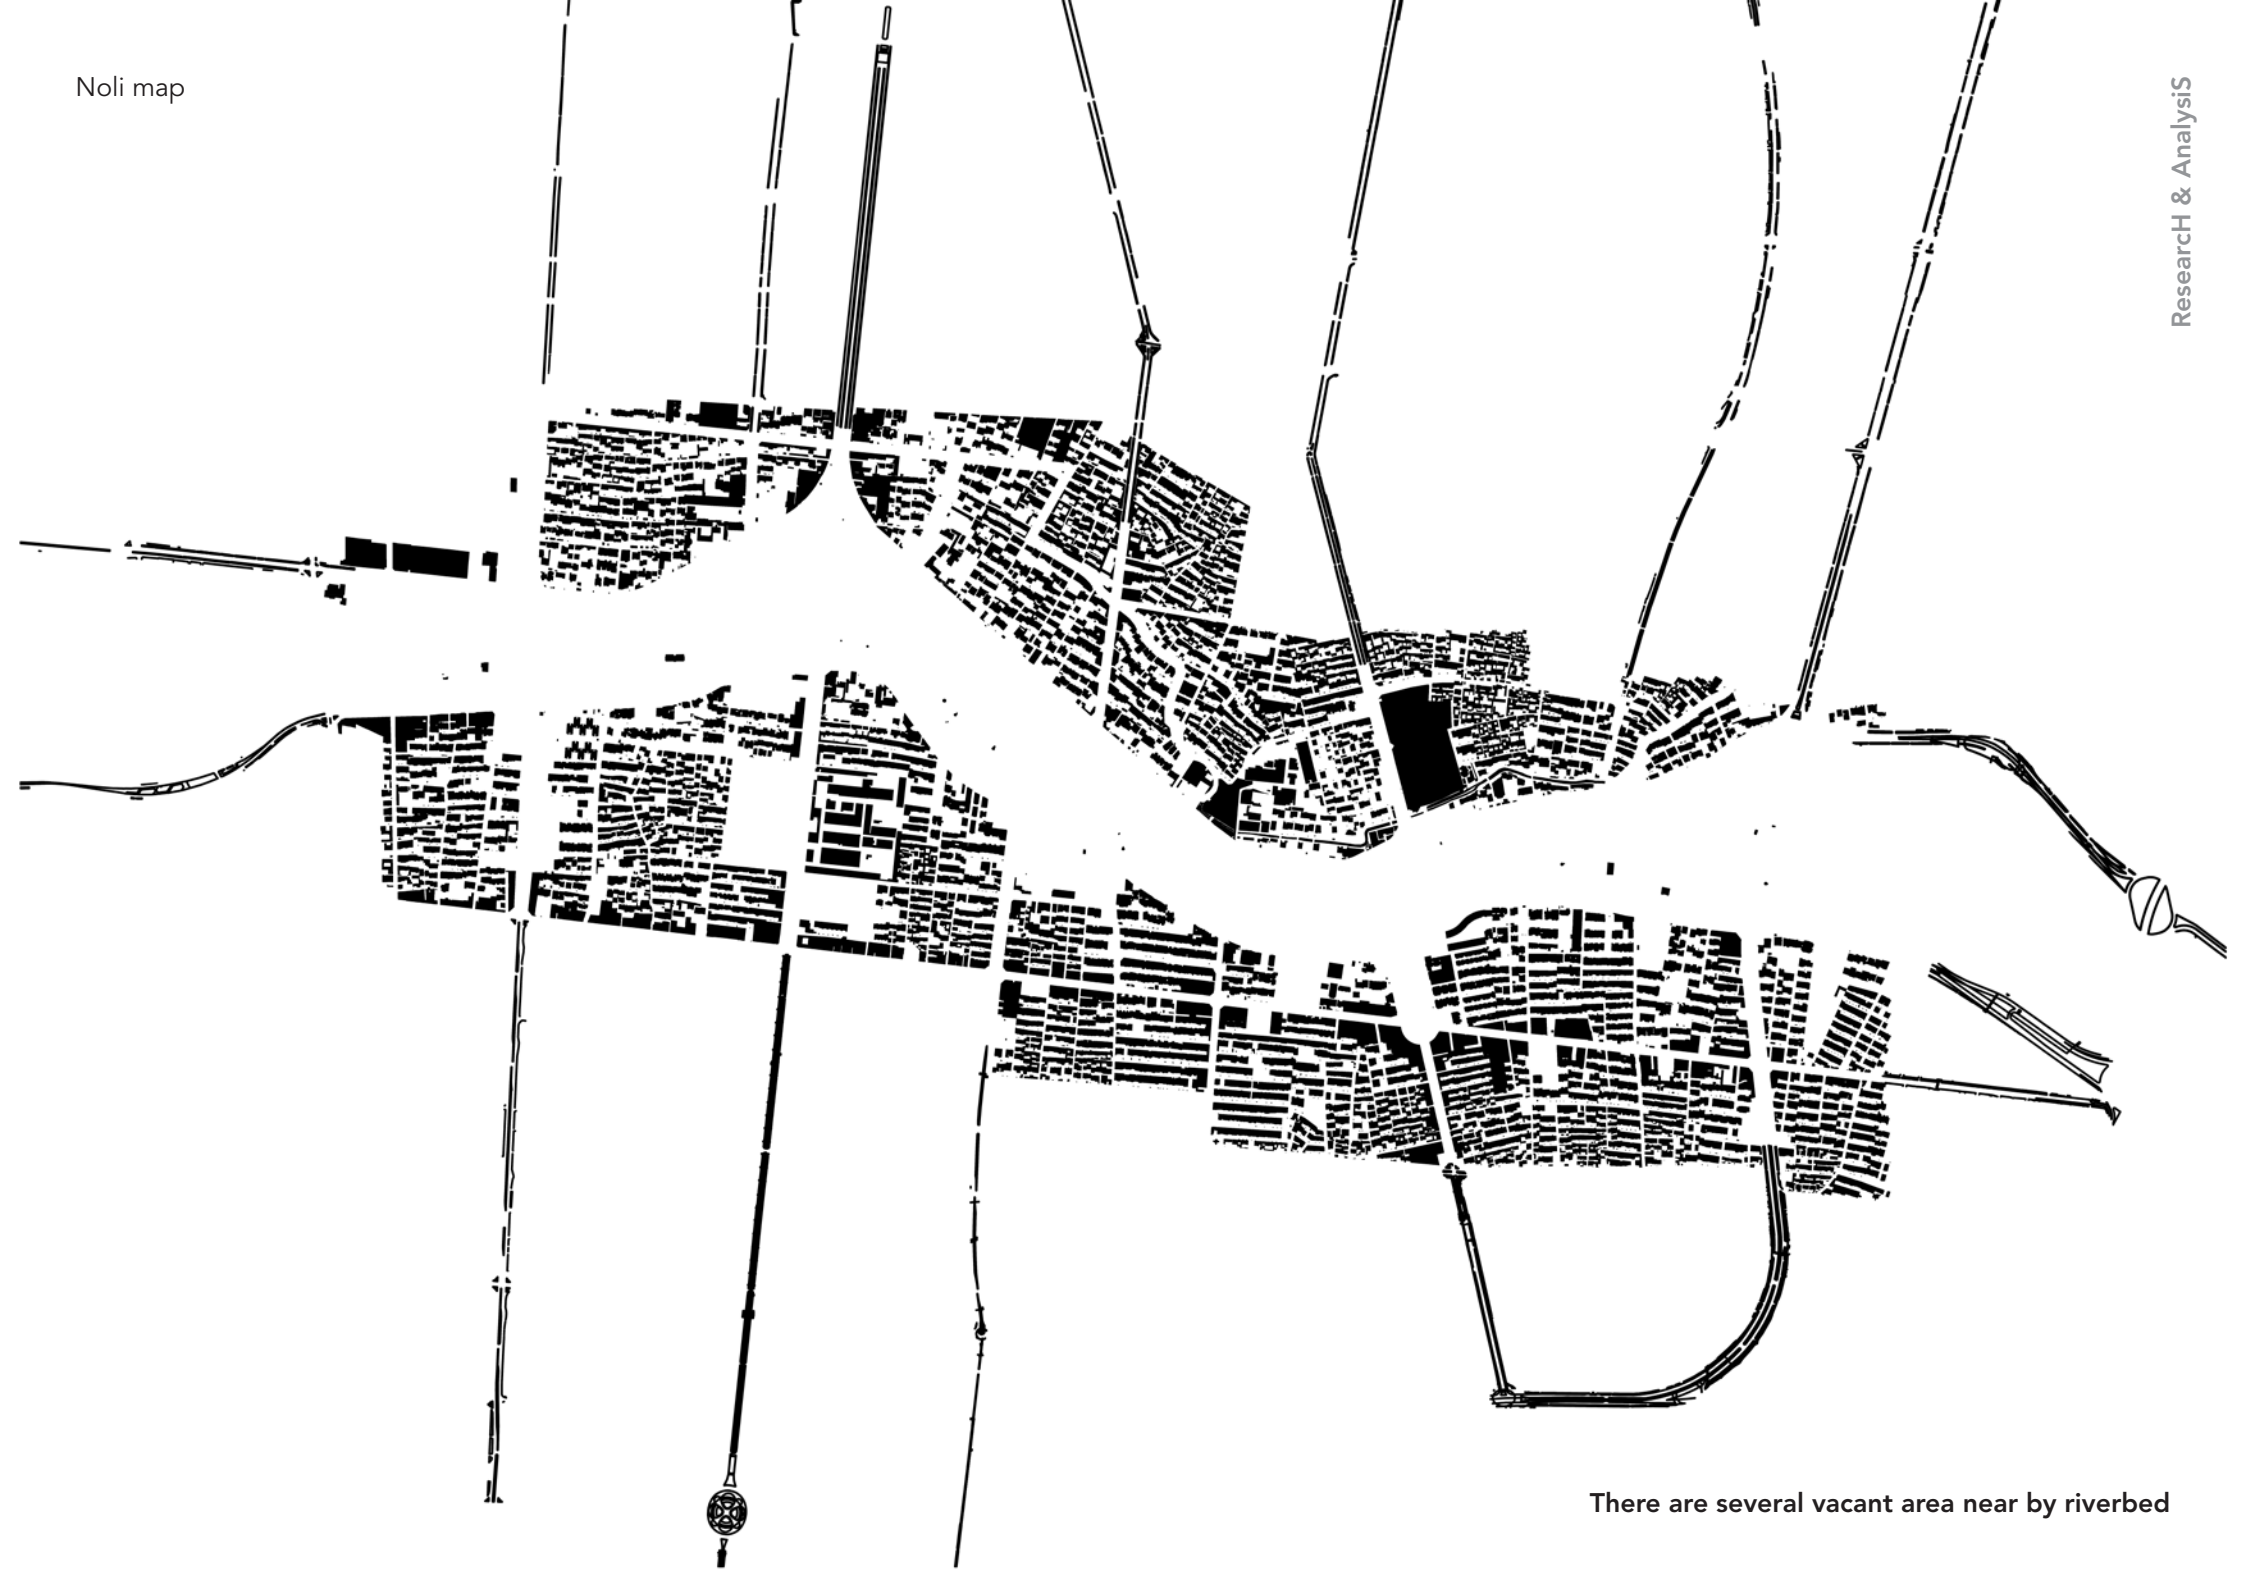 Noli map
ResearcH & AnalysiS
There are several vacant area near by riverbed